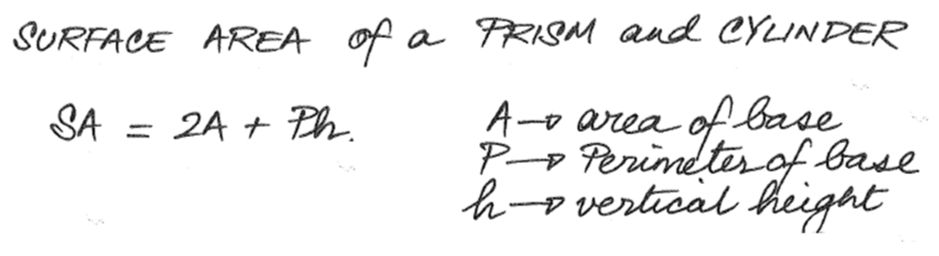 SURFACE AREA of a PRISM and CYLINDER
SA = 2A + Ph.
A → area of base
P → Perimeter of base
h → vertical height